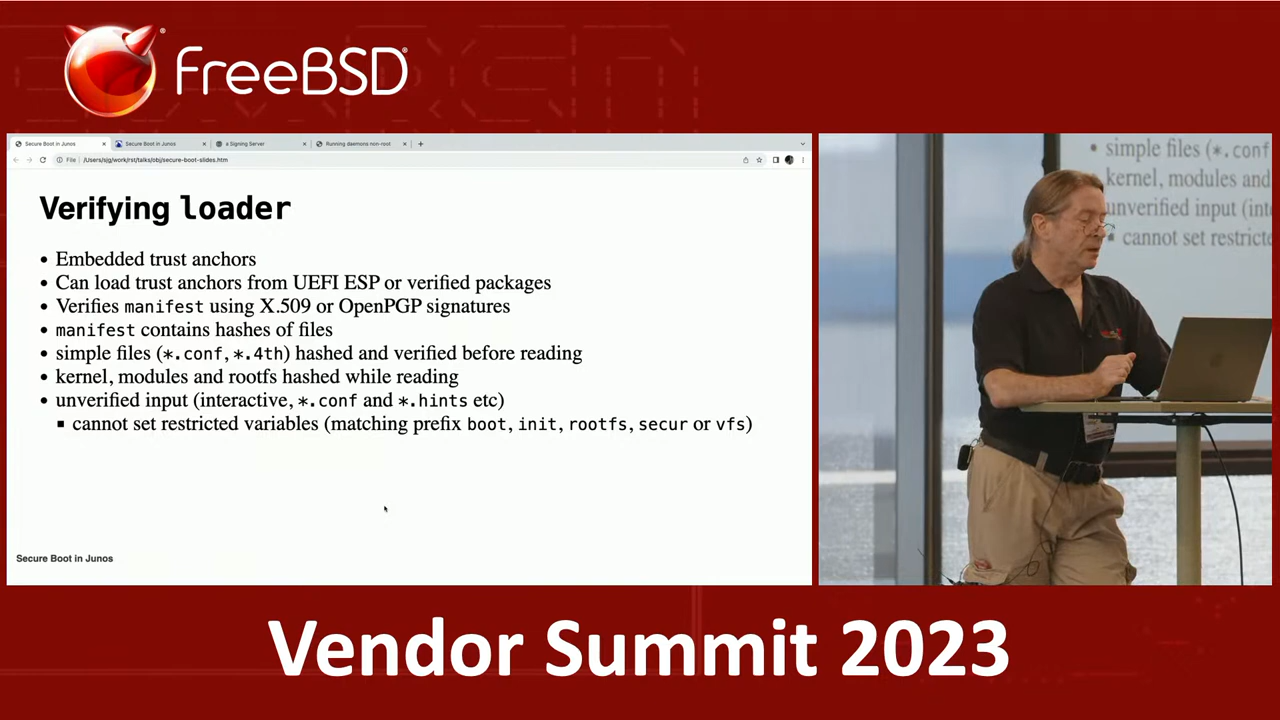 FreeBSD®
Secure Boot in Junos
Secure Boot in Junos
a Signing Server
Running daemons non-root
File
/Users/sjg/work/rst/talks/obj/secure-boot-slides.htm
Verifying loader
• Embedded trust anchors
• Can load trust anchors from UEFI ESP or verified packages
• Verifies manifest using X.509 or OpenPGP signatures
• manifest contains hashes of files
• simple files (*.conf, *.4th) hashed and verified before reading
• kernel, modules and rootfs hashed while reading
• unverified input (interactive, *.conf and *.hints etc)
▪ cannot set restricted variables (matching prefix boot, init, rootfs, secur or vfs)
Secure Boot in Junos
• simple files (*.conf
kernel, modules and
unverified input (int
cannot set restricte
Vendor Summit 2023